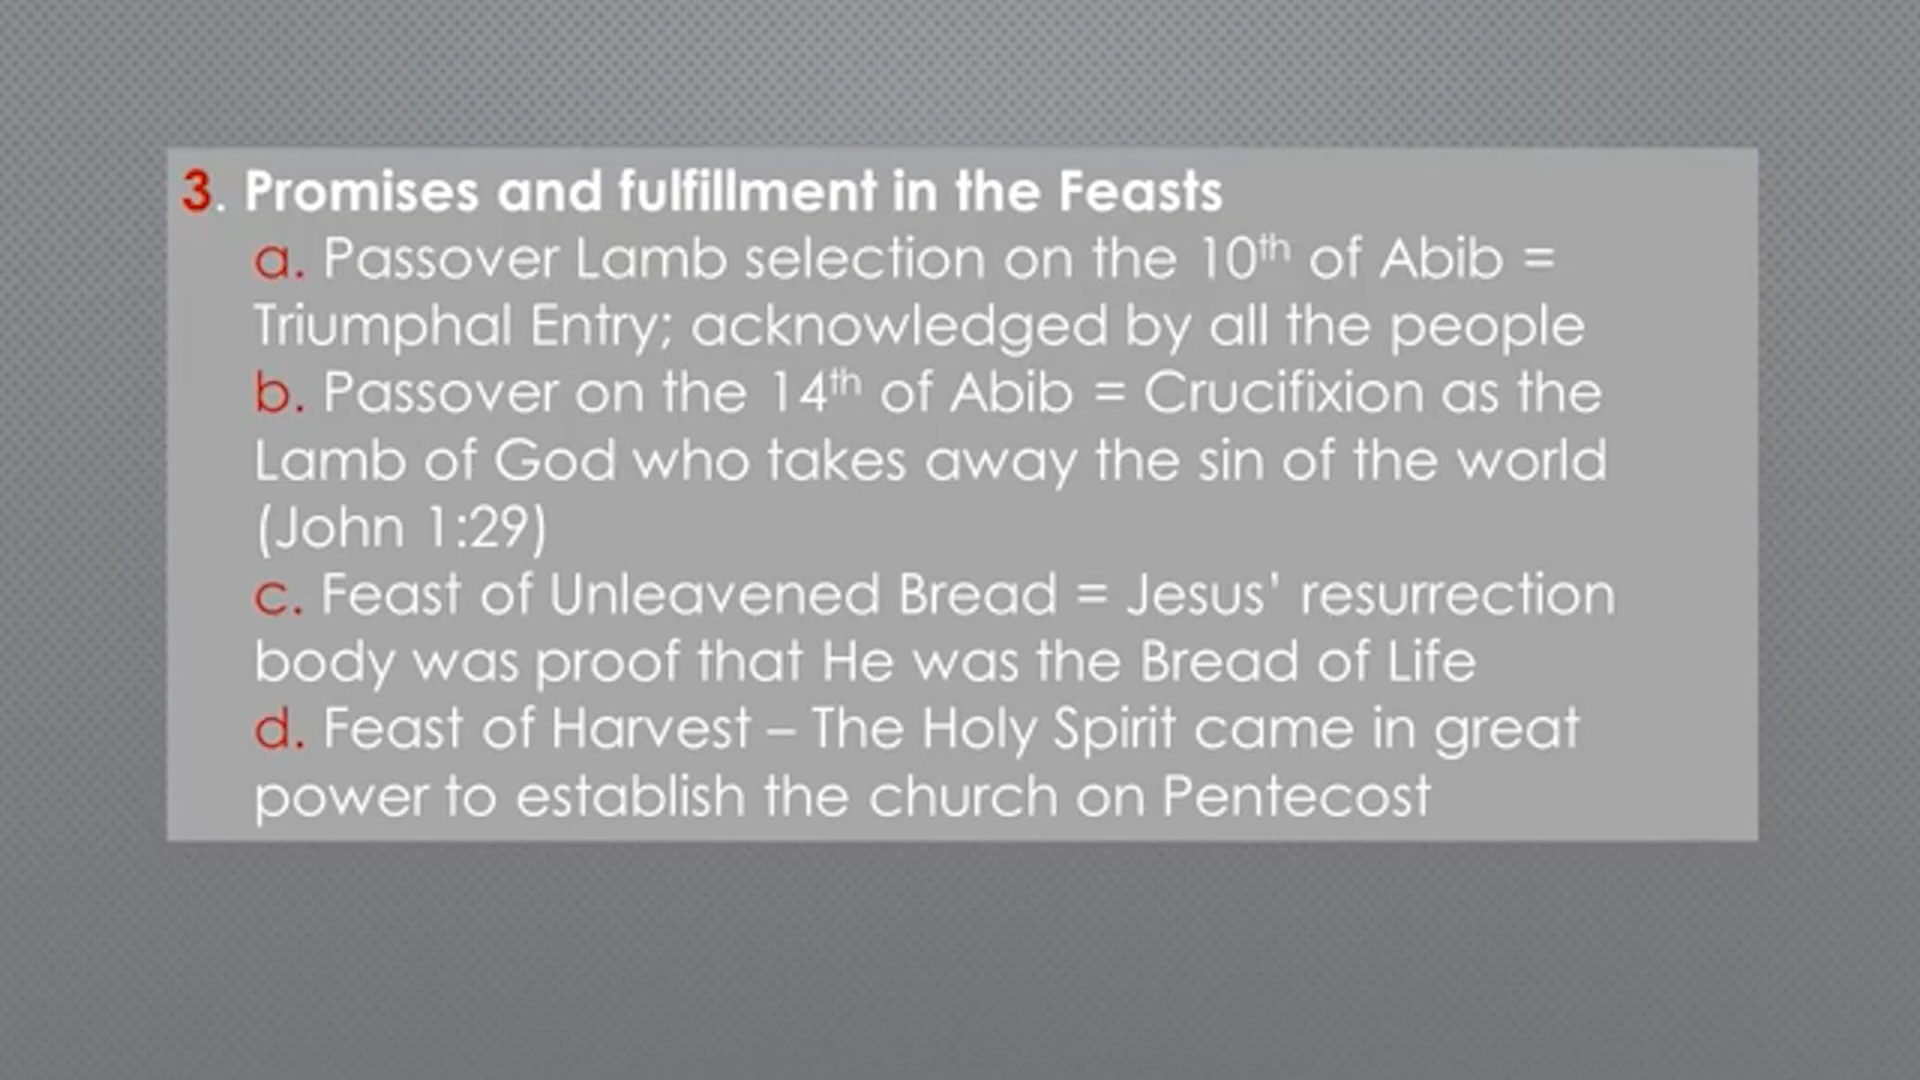 3. Promises and fulfillment in the Feasts
a. Passover Lamb selection on the 10th of Abib =
Triumphal Entry; acknowledged by all the people
b. Passover on the 14th of Abib = Crucifixion as the
Lamb of God who takes away the sin of the world
(John 1:29)
c. Feast of Unleavened Bread = Jesus’ resurrection
body was proof that He was the Bread of Life
d. Feast of Harvest – The Holy Spirit came in great
power to establish the church on Pentecost